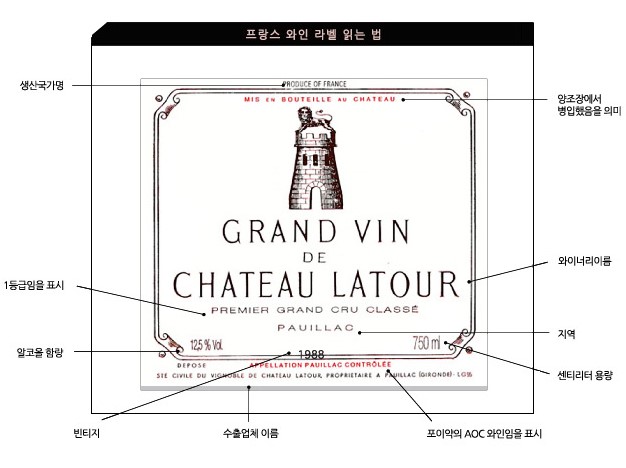 프랑스 와인 라벨 읽는 법
생산국가명
PRODUCE OF FRANCE
MIS EN BOUTEILLE AU CHATEAU
양조장에서
병입했음을 의미
GRAND VIN
DE
CHATEAU LATOUR
와이너리이름
1등급임을 표시
PREMIER GRAND CRU CLASSÉ
PAUILLAC
지역
알코올 함량
12,5 % Vol.
750 ml
1988
센티리터 용량
DEPOSÉ
APPELLATION PAUILLAC CONTRÔLÉE
STE CIVILE DU VIGNOBLE DE CHATEAU LATOUR, PROPRIETAIRE A PAUILLAC (GIRONDE)
빈티지
수출업체 이름
포이약의 AOC 와인임을 표시